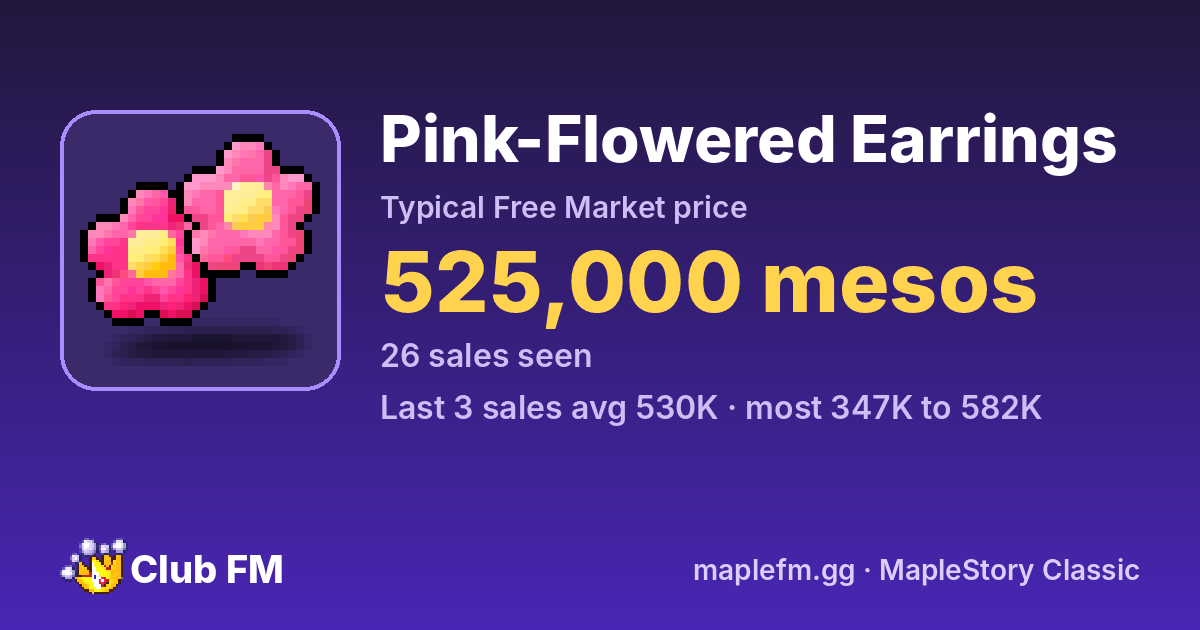 Pink-Flowered Earrings
Typical Free Market price
525,000 mesos
26 sales seen
Last 3 sales avg 530K · most 347K to 582K
Club FM
maplefm.gg · MapleStory Classic